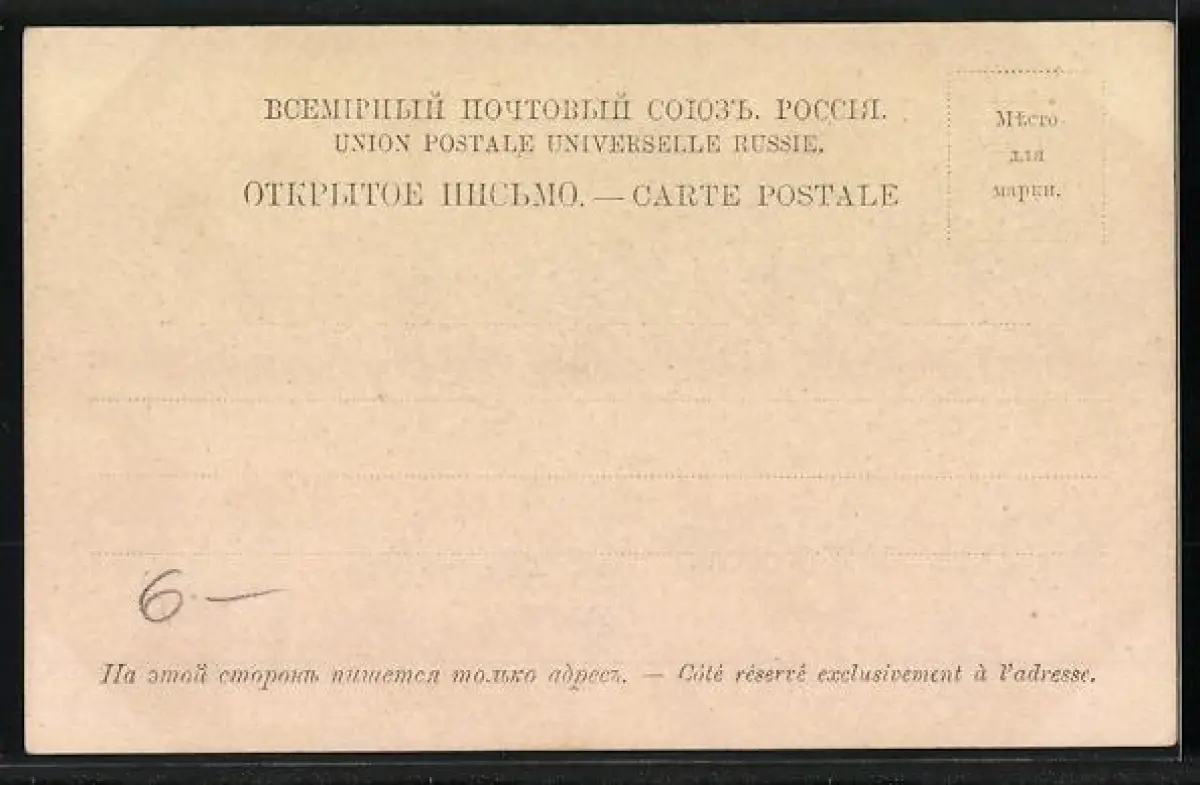 ВСЕМІРНЫЙ ПОЧТОВЫЙ СОЮЗЪ. РОССІЯ.
UNION POSTALE UNIVERSELLE RUSSIE.
ОТКРЫТОЕ ПИСЬМО. — CARTE POSTALE
Мѣсто
для
марки.
6.—
На этой сторонѣ пишется только адресъ. — Côté réservé exclusivement à l'adresse.